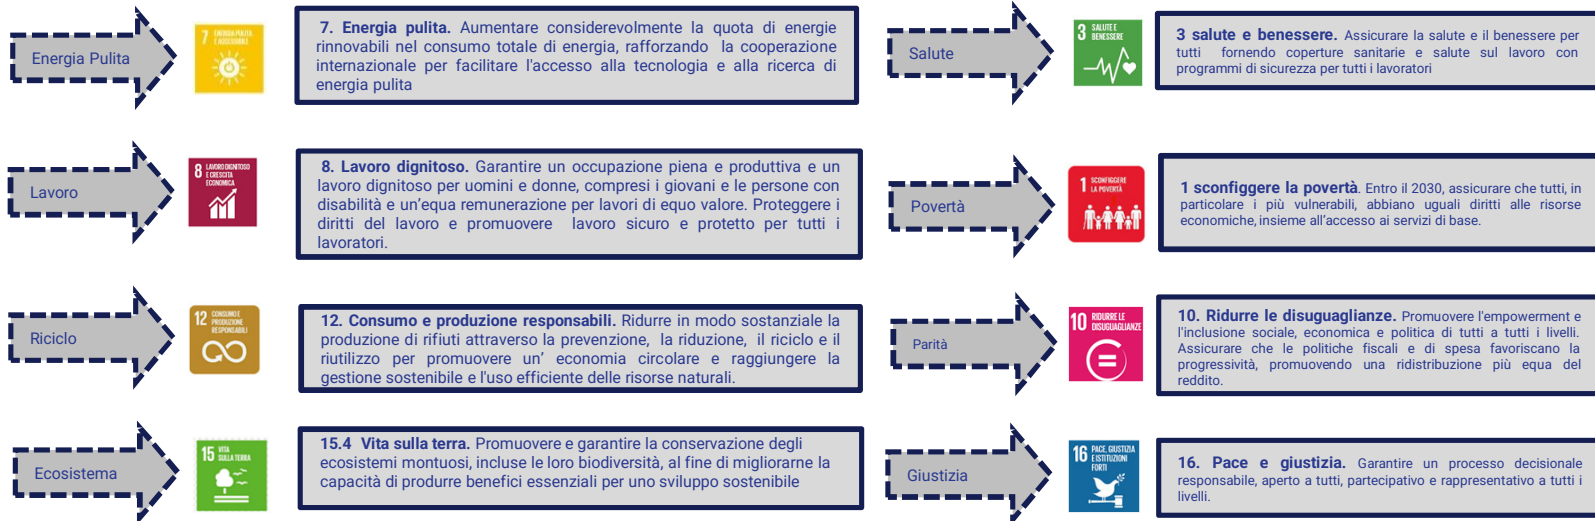 Energia Pulita
7 ENERGIA PULITA
E ACCESSIBILE
7. Energia pulita. Aumentare considerevolmente la quota di energie
rinnovabili nel consumo totale di energia, rafforzando la cooperazione
internazionale per facilitare l'accesso alla tecnologia e alla ricerca di
energia pulita
Salute
3 SALUTE E
BENESSERE
3 salute e benessere. Assicurare la salute e il benessere per
tutti fornendo coperture sanitarie e salute sul lavoro con
programmi di sicurezza per tutti i lavoratori
Lavoro
8 LAVORO DIGNITOSO
E CRESCITA
ECONOMICA
8. Lavoro dignitoso. Garantire un occupazione piena e produttiva e un
lavoro dignitoso per uomini e donne, compresi i giovani e le persone con
disabilità e un'equa remunerazione per lavori di equo valore. Proteggere i
diritti del lavoro e promuovere lavoro sicuro e protetto per tutti i
lavoratori.
Povertà
1 SCONFIGGERE
LA POVERTÀ
1 sconfiggere la povertà. Entro il 2030, assicurare che tutti, in
particolare i più vulnerabili, abbiano uguali diritti alle risorse
economiche, insieme all'accesso ai servizi di base.
Riciclo
12 CONSUMO E
PRODUZIONE
RESPONSABILI
12. Consumo e produzione responsabili. Ridurre in modo sostanziale la
produzione di rifiuti attraverso la prevenzione, la riduzione, il riciclo e il
riutilizzo per promuovere un' economia circolare e raggiungere la
gestione sostenibile e l'uso efficiente delle risorse naturali.
Parità
10 RIDURRE LE
DISUGUAGLIANZE
10. Ridurre le disuguaglianze. Promuovere l'empowerment e
l'inclusione sociale, economica e politica di tutti a tutti i livelli.
Assicurare che le politiche fiscali e di spesa favoriscano la
progressività, promuovendo una ridistribuzione più equa del
reddito.
Ecosistema
15 VITA
SULLA TERRA
15.4 Vita sulla terra. Promuovere e garantire la conservazione degli
ecosistemi montuosi, incluse le loro biodiversità, al fine di migliorarne la
capacità di produrre benefici essenziali per uno sviluppo sostenibile
Giustizia
16 PACE, GIUSTIZIA
E ISTITUZIONI
FORTI
16. Pace e giustizia. Garantire un processo decisionale
responsabile, aperto a tutti, partecipativo e rappresentativo a tutti i
livelli.